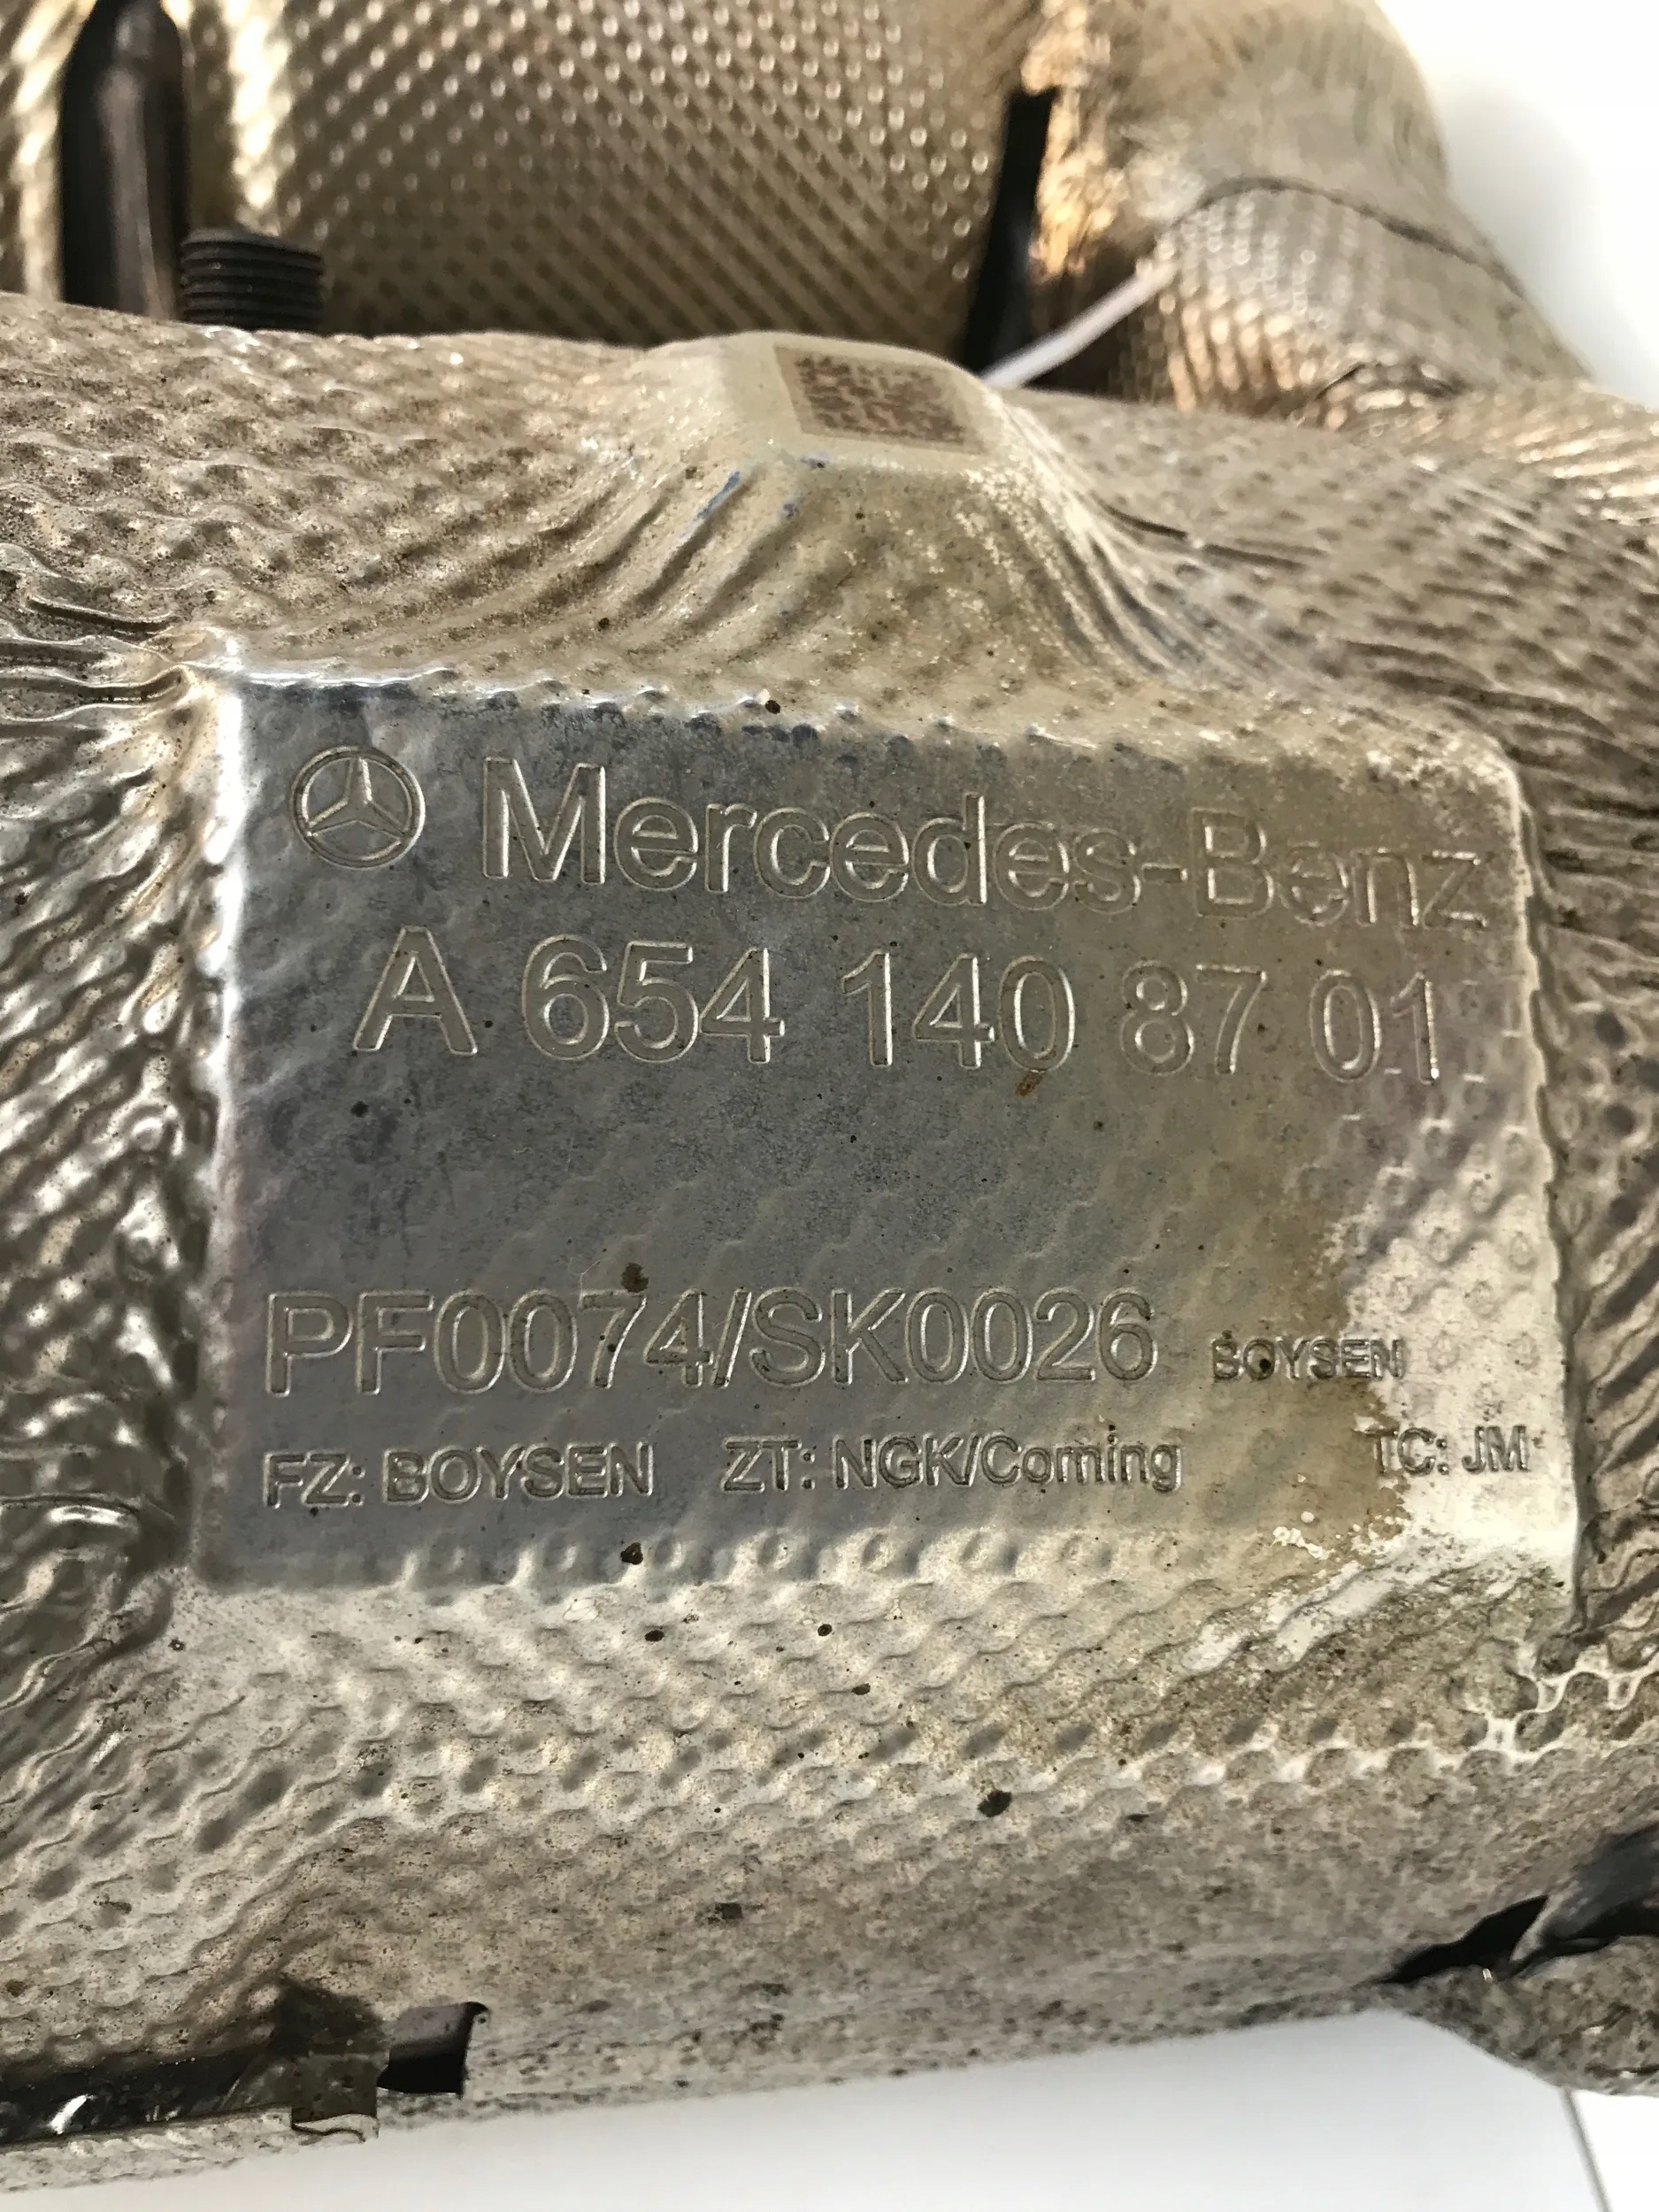 Mercedes-Benz
A 654 140 87 01
PF0074/SK0026 BOYSEN
FZ: BOYSEN ZT: NGK/Corning TC: JM